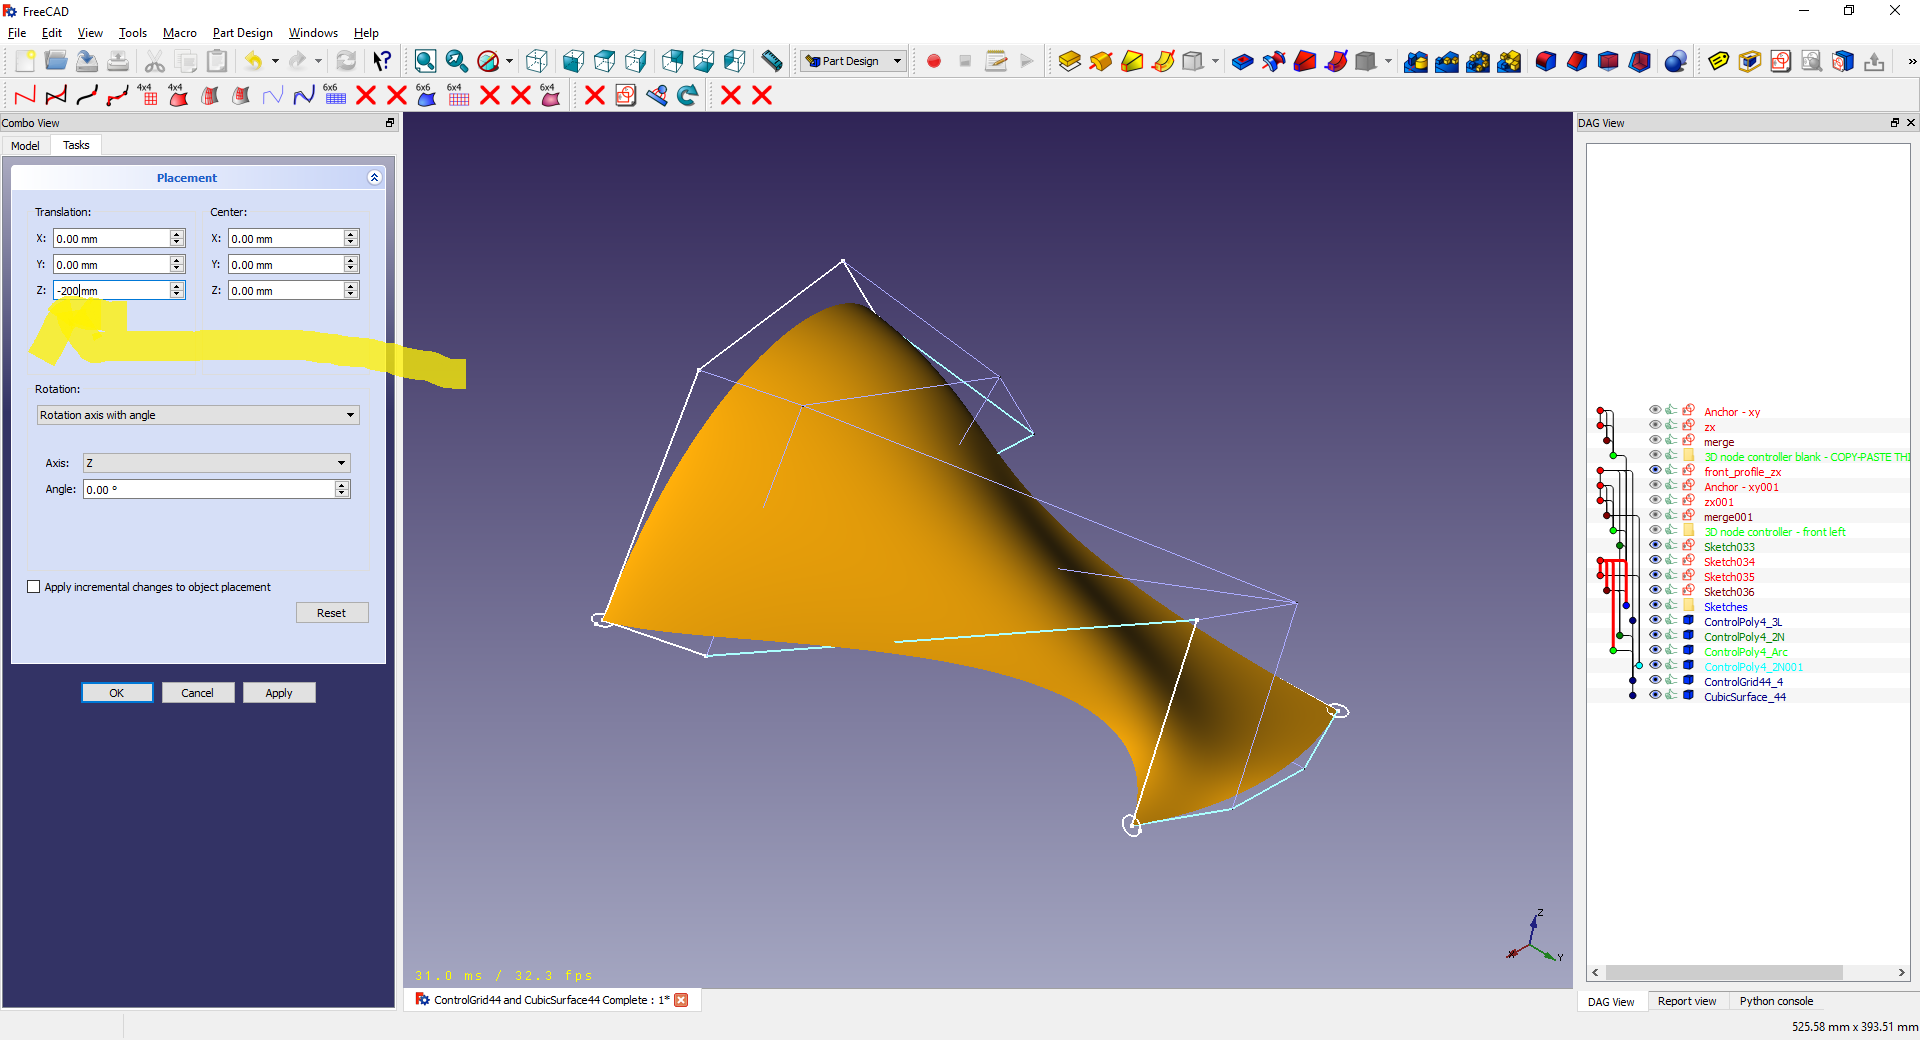 FreeCAD
File Edit View Tools Macro Part Design Windows Help
Part Design
4x4 4x4 6x6 6x6 6x4 6x4
Combo View
Model Tasks
Placement
Translation: Center:
X: 0.00 mm X: 0.00 mm
Y: 0.00 mm Y: 0.00 mm
Z: -200 mm Z: 0.00 mm
Rotation:
Rotation axis with angle
Axis: Z
Angle: 0.00 °
Apply incremental changes to object placement
Reset
OK Cancel Apply
31.0 ms / 32.3 fps
Z
Y
ControlGrid44 and CubicSurface44 Complete : 1*
DAG View
Anchor - xy
zx
merge
3D node controller blank - COPY-PASTE THI
front_profile_zx
Anchor - xy001
zx001
merge001
3D node controller - front left
Sketch033
Sketch034
Sketch035
Sketch036
Sketches
ControlPoly4_3L
ControlPoly4_2N
ControlPoly4_Arc
ControlPoly4_2N001
ControlGrid44_4
CubicSurface_44
DAG View Report view Python console
525.58 mm x 393.51 mm